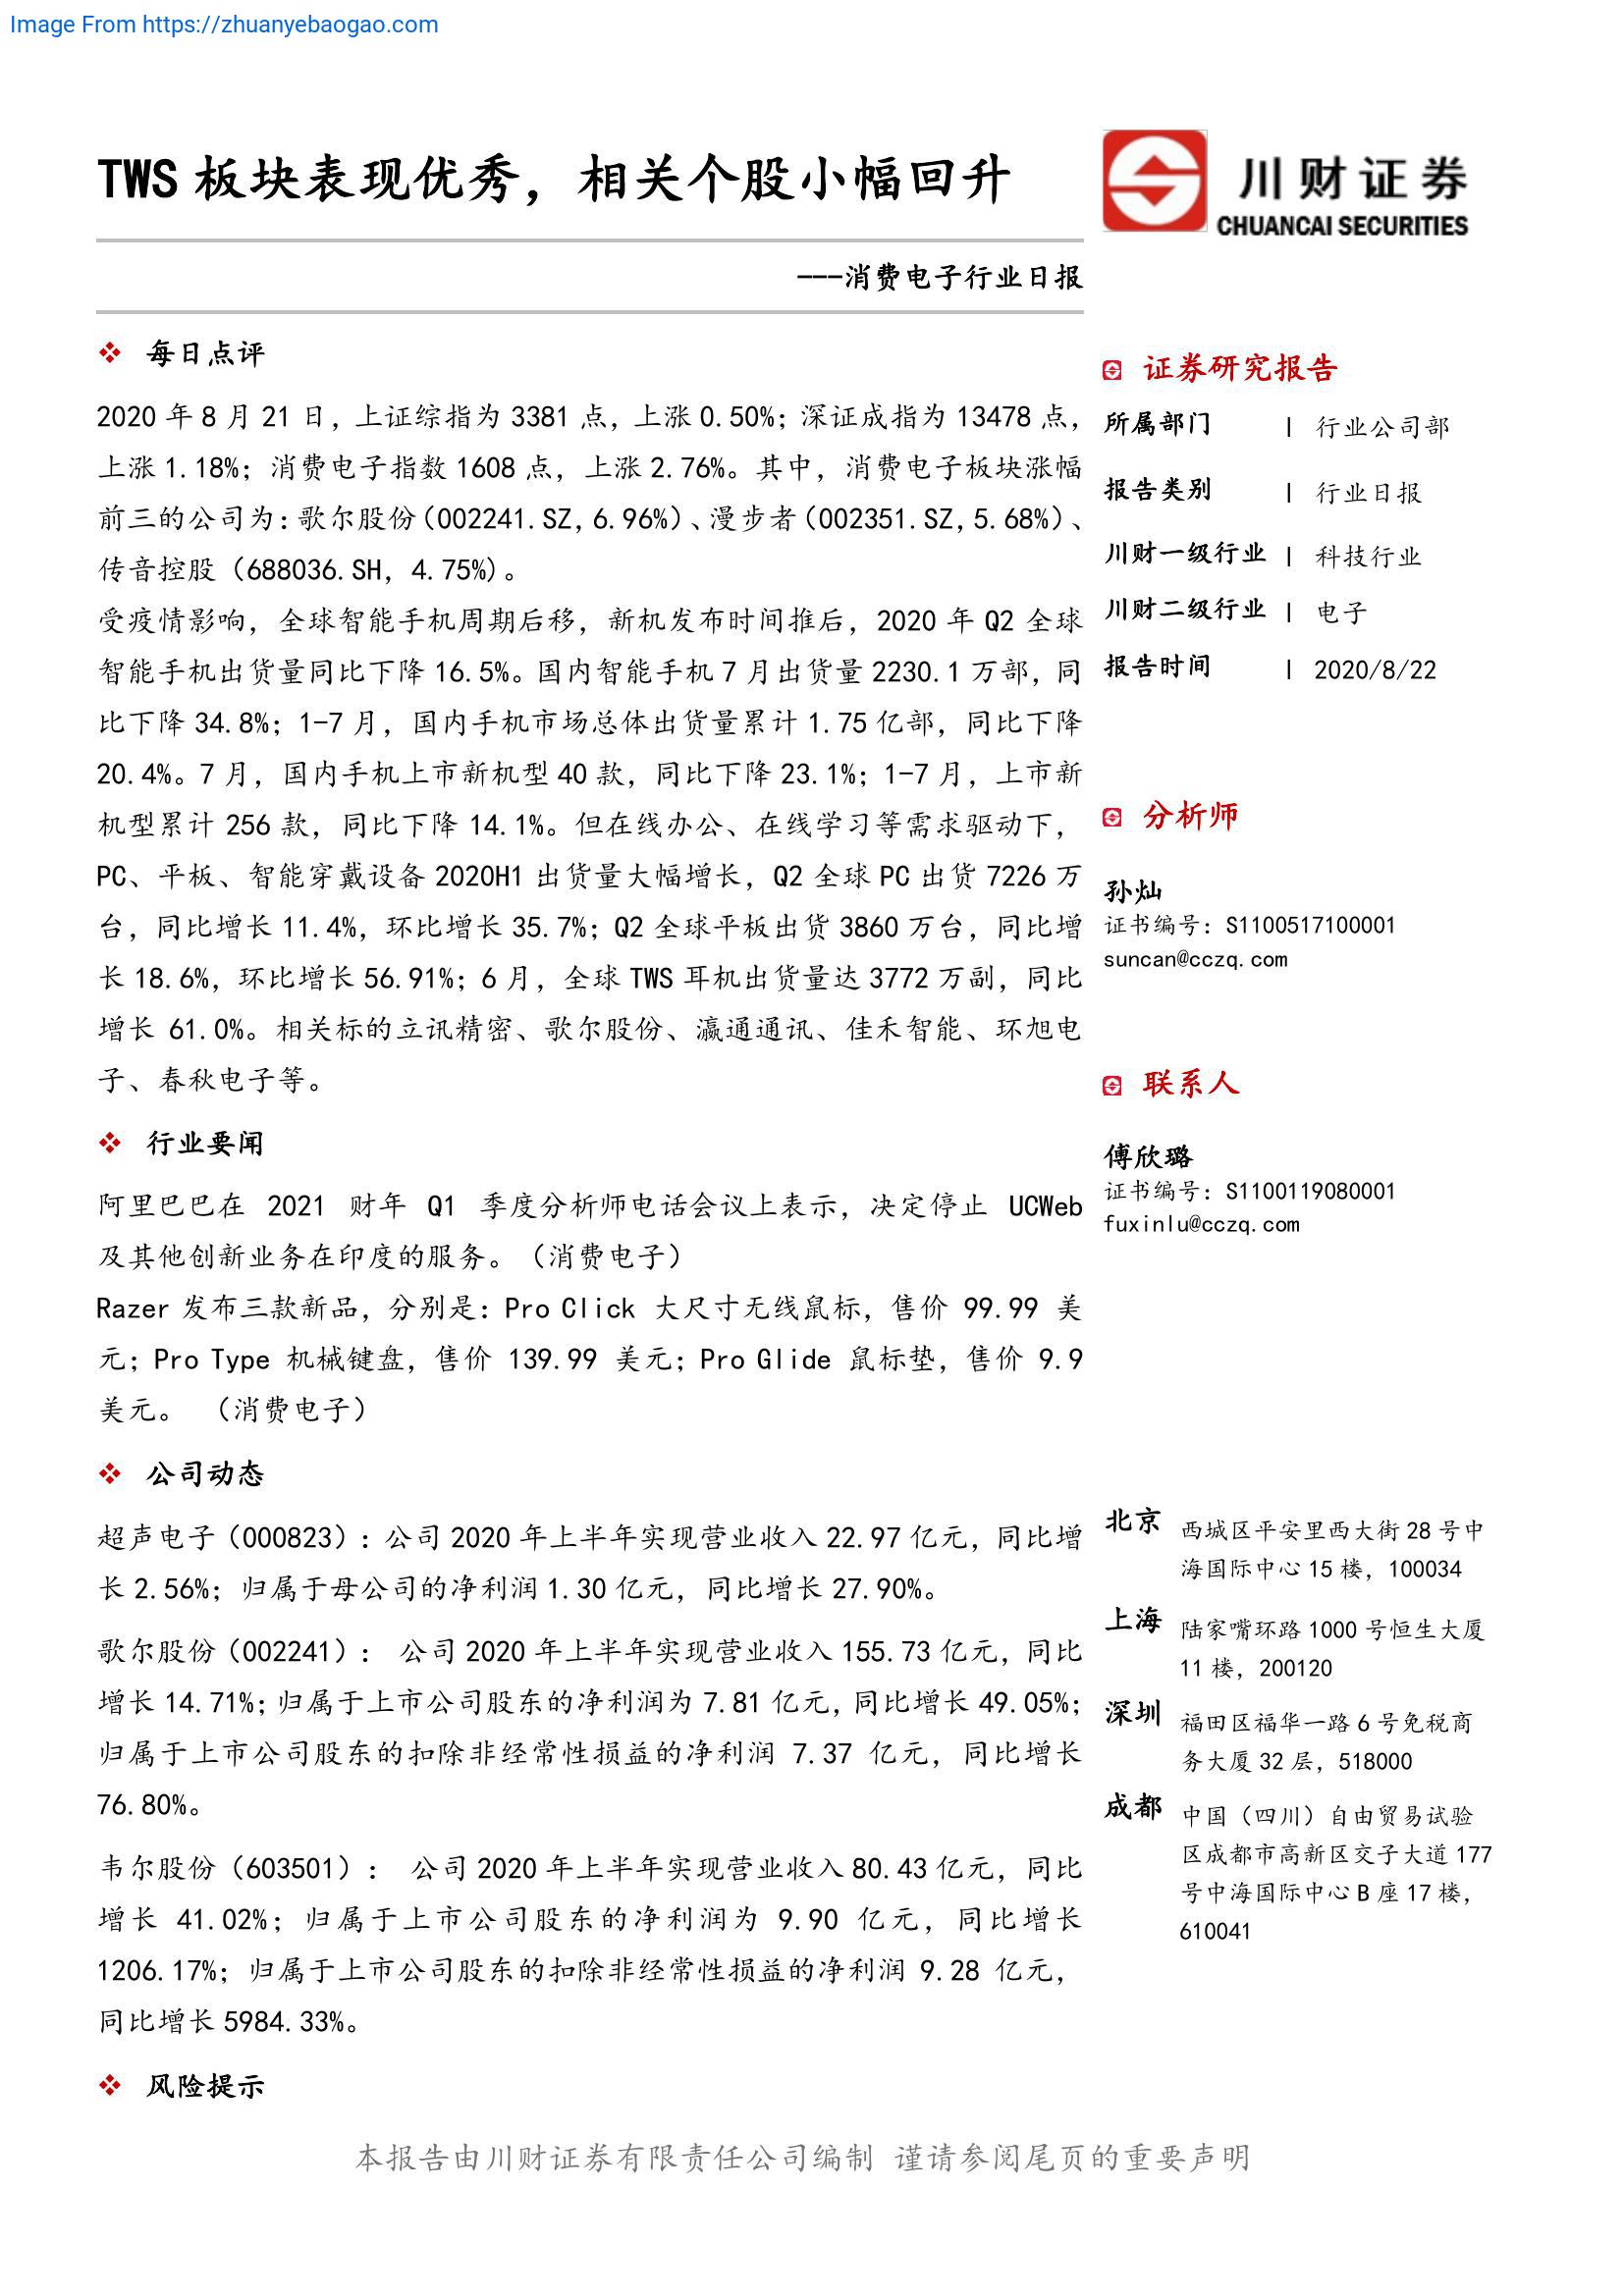 Image From https://zhuanyebaogao.com
TWS 板块表现优秀，相关个股小幅回升
川财证券
CHUANCAI SECURITIES
---消费电子行业日报
❖ 每日点评
2020 年 8 月 21 日，上证综指为 3381 点，上涨 0.50%；深证成指为 13478 点，
上涨 1.18%；消费电子指数 1608 点，上涨 2.76%。其中，消费电子板块涨幅
前三的公司为：歌尔股份（002241.SZ，6.96%）、漫步者（002351.SZ，5.68%）、
传音控股（688036.SH，4.75%）。
受疫情影响，全球智能手机周期后移，新机发布时间推后，2020 年 Q2 全球
智能手机出货量同比下降 16.5%。国内智能手机 7 月出货量 2230.1 万部，同
比下降 34.8%；1-7 月，国内手机市场总体出货量累计 1.75 亿部，同比下降
20.4%。7 月，国内手机上市新机型 40 款，同比下降 23.1%；1-7 月，上市新
机型累计 256 款，同比下降 14.1%。但在线办公、在线学习等需求驱动下，
PC、平板、智能穿戴设备 2020H1 出货量大幅增长，Q2 全球 PC 出货 7226 万
台，同比增长 11.4%，环比增长 35.7%；Q2 全球平板出货 3860 万台，同比增
长 18.6%，环比增长 56.91%；6 月，全球 TWS 耳机出货量达 3772 万副，同比
增长 61.0%。相关标的立讯精密、歌尔股份、瀛通通讯、佳禾智能、环旭电
子、春秋电子等。
❖ 行业要闻
阿里巴巴在 2021 财年 Q1 季度分析师电话会议上表示，决定停止 UCWeb
及其他创新业务在印度的服务。（消费电子）
Razer 发布三款新品，分别是：Pro Click 大尺寸无线鼠标，售价 99.99 美
元；Pro Type 机械键盘，售价 139.99 美元；Pro Glide 鼠标垫，售价 9.9
美元。 （消费电子）
❖ 公司动态
超声电子（000823）：公司 2020 年上半年实现营业收入 22.97 亿元，同比增
长 2.56%；归属于母公司的净利润 1.30 亿元，同比增长 27.90%。
歌尔股份（002241）： 公司 2020 年上半年实现营业收入 155.73 亿元，同比
增长 14.71%；归属于上市公司股东的净利润为 7.81 亿元，同比增长 49.05%；
归属于上市公司股东的扣除非经常性损益的净利润 7.37 亿元，同比增长
76.80%。
韦尔股份（603501）： 公司 2020 年上半年实现营业收入 80.43 亿元，同比
增长 41.02%；归属于上市公司股东的净利润为 9.90 亿元，同比增长
1206.17%；归属于上市公司股东的扣除非经常性损益的净利润 9.28 亿元，
同比增长 5984.33%。
❖ 风险提示
证券研究报告
所属部门 | 行业公司部
报告类别 | 行业日报
川财一级行业 | 科技行业
川财二级行业 | 电子
报告时间 | 2020/8/22
分析师
孙灿
证书编号：S1100517100001
suncan@cczq.com
联系人
傅欣璐
证书编号：S1100119080001
fuxinlu@cczq.com
北京 西城区平安里西大街 28 号中
海国际中心 15 楼，100034
上海 陆家嘴环路 1000 号恒生大厦
11 楼，200120
深圳 福田区福华一路 6 号免税商
务大厦 32 层，518000
成都 中国（四川）自由贸易试验
区成都市高新区交子大道 177
号中海国际中心 B 座 17 楼，
610041
本报告由川财证券有限责任公司编制 谨请参阅尾页的重要声明